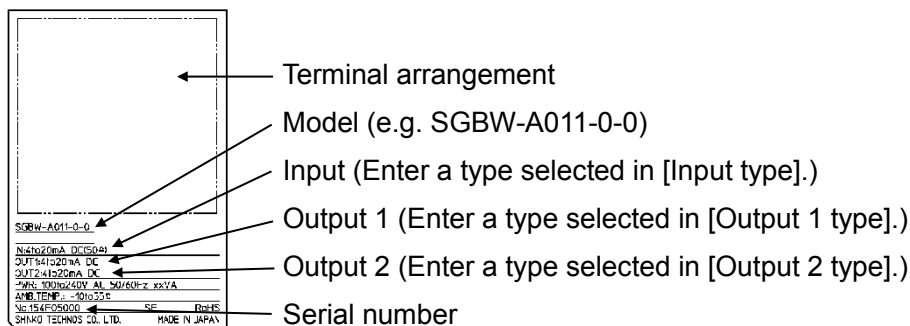 Terminal arrangement
Model (e.g. SGBW-A011-0-0)
Input (Enter a type selected in [Input type].)
Output 1 (Enter a type selected in [Output 1 type].)
Output 2 (Enter a type selected in [Output 2 type].)
Serial number
SGBW-A011-0-0
IN:4to20mA DC(50Ω)
OUT1:4to20mA DC
OUT2:4to20mA DC
PWR: 100to240V AC 50/60Hz xxVA
AMB.TEMP.: -10to55℃
No.154F05000 SE RoHS
SHINKO TECHNOS CO., LTD. MADE IN JAPAN